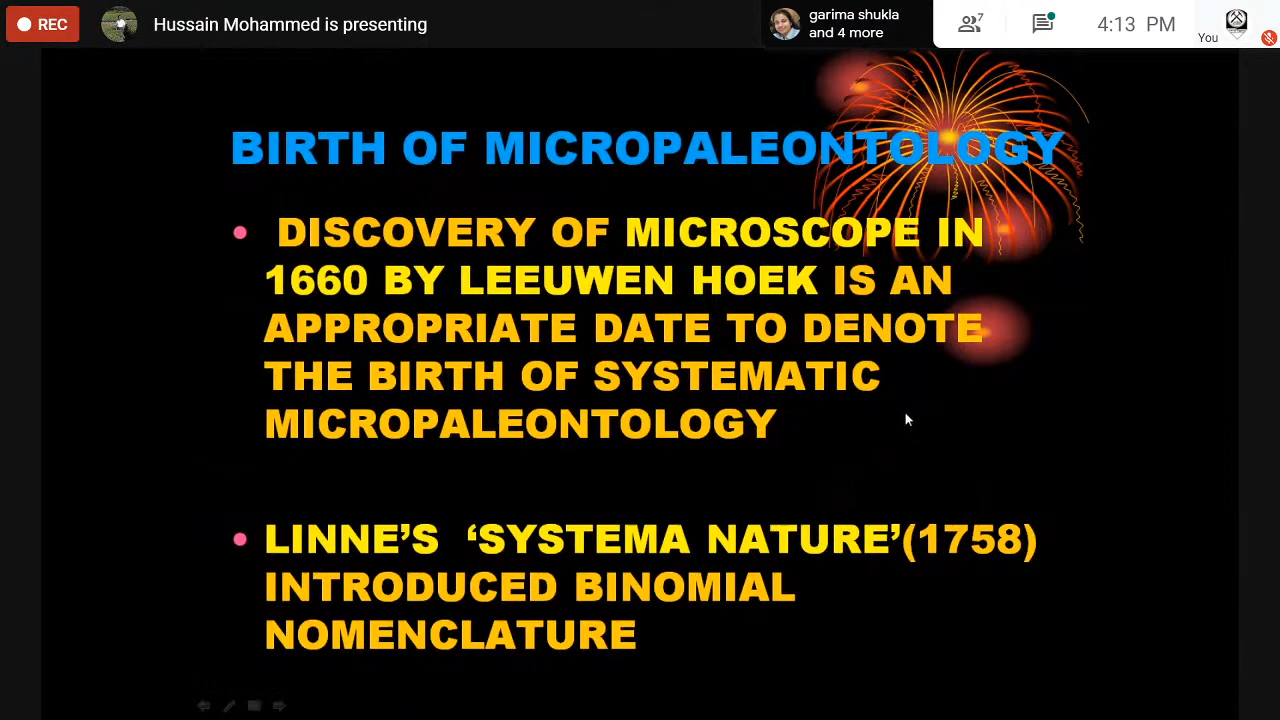 REC
Hussain Mohammed is presenting
garima shukla
and 4 more
7
4:13 PM
You
BIRTH OF MICROPALEONTOLOGY
• DISCOVERY OF MICROSCOPE IN
1660 BY LEEUWEN HOEK IS AN
APPROPRIATE DATE TO DENOTE
THE BIRTH OF SYSTEMATIC
MICROPALEONTOLOGY
• LINNE’S ‘SYSTEMA NATURE’(1758)
INTRODUCED BINOMIAL
NOMENCLATURE